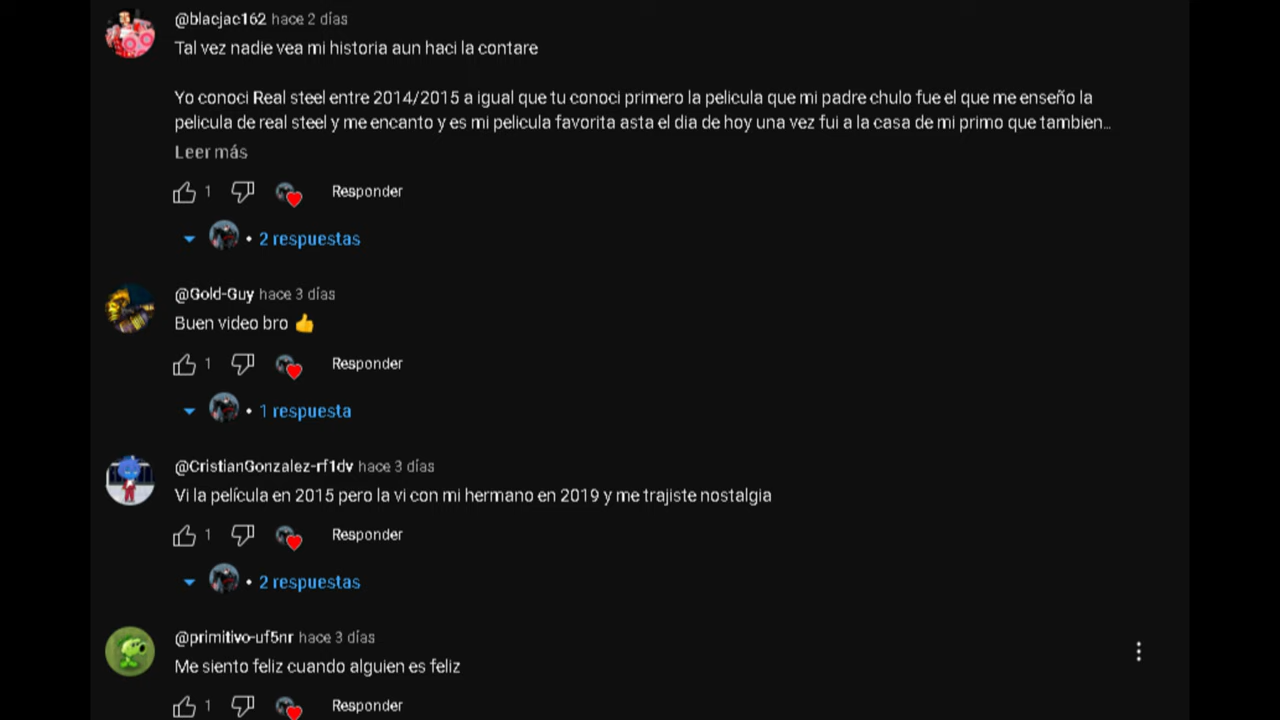 @blacjac162 hace 2 días
Tal vez nadie vea mi historia aun haci la contare
Yo conoci Real steel entre 2014/2015 a igual que tu conoci primero la pelicula que mi padre chulo fue el que me enseño la
pelicula de real steel y me encanto y es mi pelicula favorita asta el dia de hoy una vez fui a la casa de mi primo que tambien…
Leer más
1 Responder
• 2 respuestas
@Gold-Guy hace 3 días
Buen video bro 👍
1 Responder
• 1 respuesta
@CristianGonzalez-rf1dv hace 3 días
Vi la película en 2015 pero la vi con mi hermano en 2019 y me trajiste nostalgia
1 Responder
• 2 respuestas
@primitivo-uf5nr hace 3 días
Me siento feliz cuando alguien es feliz
1 Responder